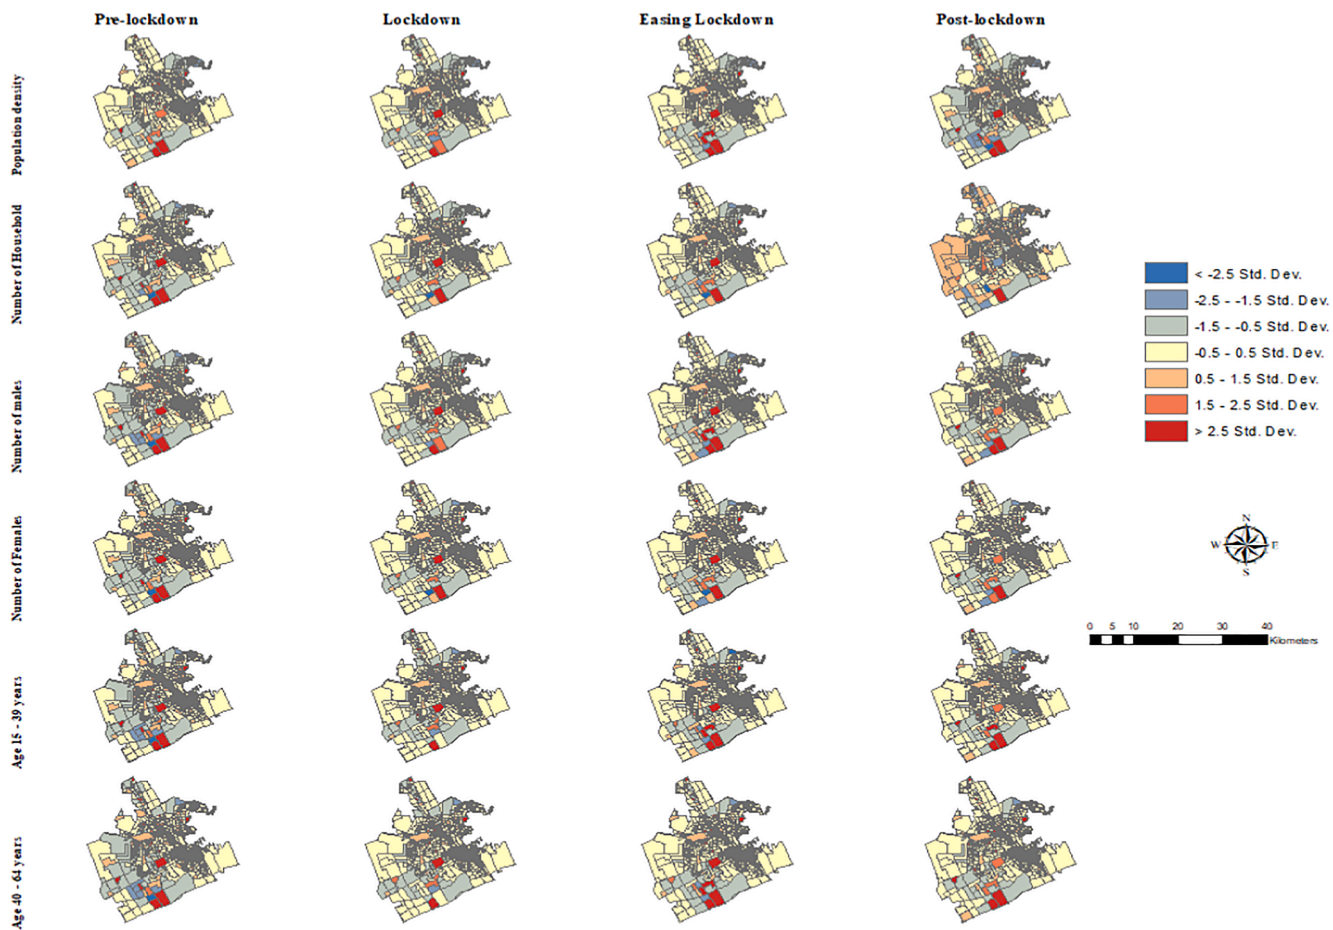 Pre-lockdown
Lockdown
Easing Lockdown
Post-lockdown
Population density
Number of Household
Number of males
Number of Females
Age 15 - 39 years
Age 40 - 64 years
< -2.5 Std. Dev.
-2.5 - -1.5 Std. Dev.
-1.5 - -0.5 Std. Dev.
-0.5 - 0.5 Std. Dev.
0.5 - 1.5 Std. Dev.
1.5 - 2.5 Std. Dev.
> 2.5 Std. Dev.
N
W E
S
0 5 10 20 30 40
Kilometers